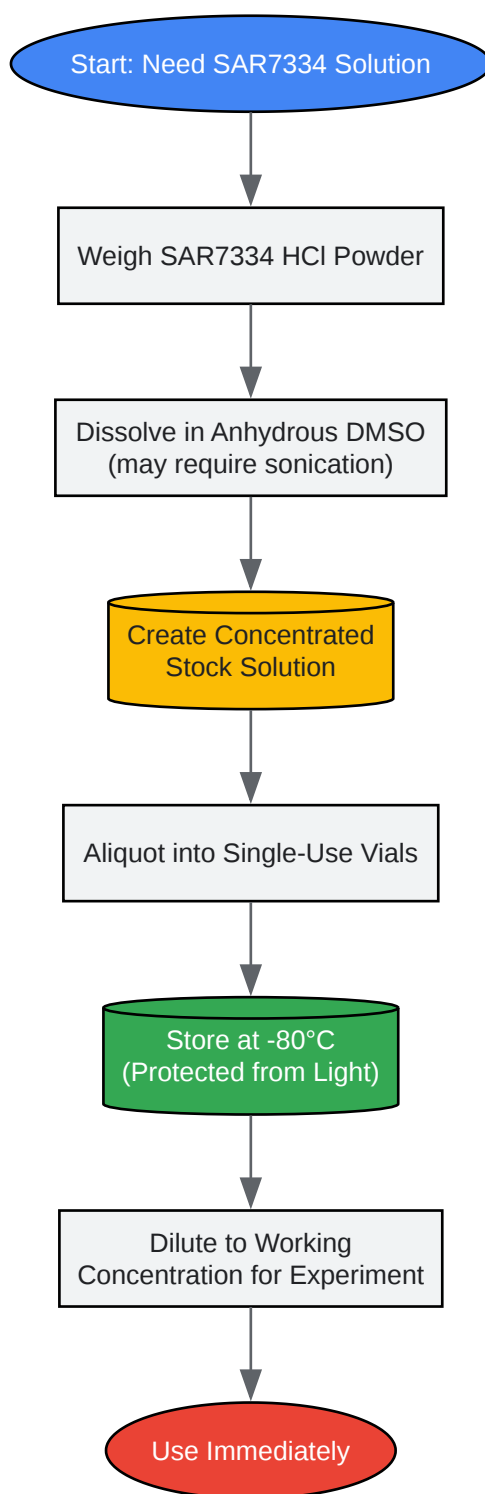 Start: Need SAR7334 Solution
Weigh SAR7334 HCl Powder
Dissolve in Anhydrous DMSO
(may require sonication)
Create Concentrated
Stock Solution
Aliquot into Single-Use Vials
Store at -80°C
(Protected from Light)
Dilute to Working
Concentration for Experiment
Use Immediately